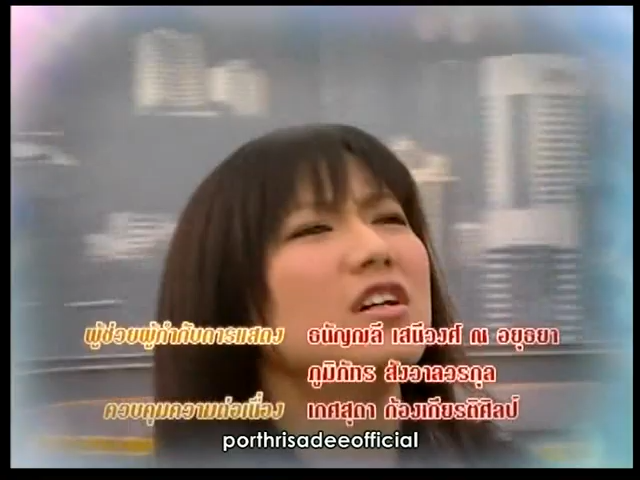 ผู้ช่วยผู้กำกับการแสดง ธนัญฌลี เสนีวงศ์ ณ อยุธยา
ภูมิภัทร สังวาลวรกุล
ควบคุมความต่อเนื่อง เกศสุดา ก้องเกียรติศิลป์
porthrisadeeofficial